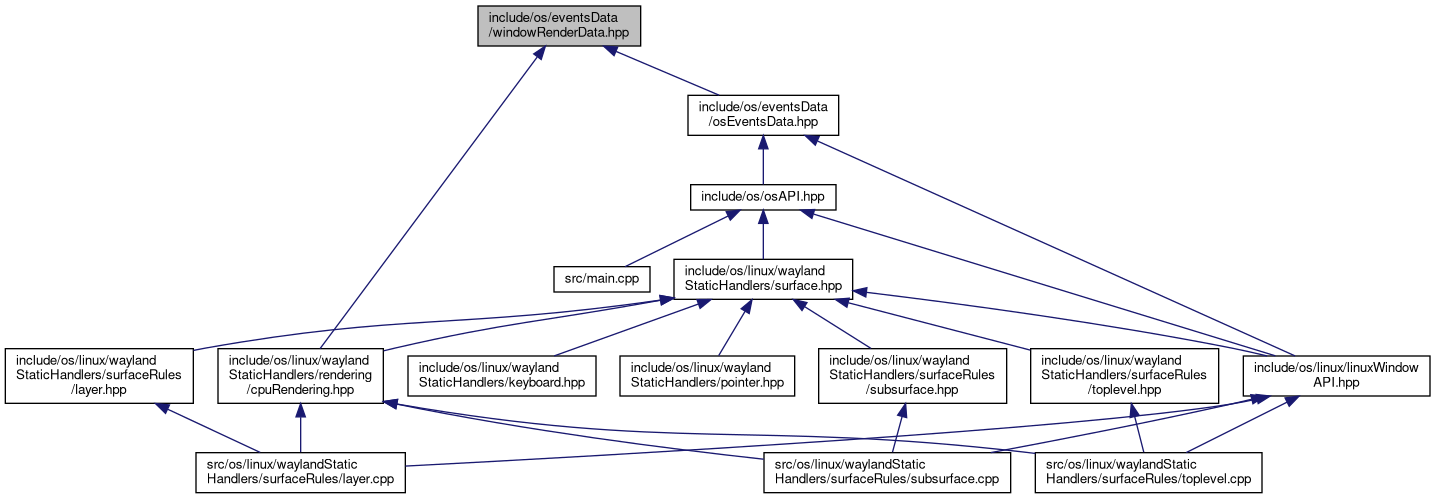 include/os/eventsData
/windowRenderData.hpp
include/os/eventsData
/osEventsData.hpp
include/os/osAPI.hpp
src/main.cpp
include/os/linux/wayland
StaticHandlers/surface.hpp
include/os/linux/wayland
StaticHandlers/surfaceRules
/layer.hpp
include/os/linux/wayland
StaticHandlers/rendering
/cpuRendering.hpp
include/os/linux/wayland
StaticHandlers/keyboard.hpp
include/os/linux/wayland
StaticHandlers/pointer.hpp
include/os/linux/wayland
StaticHandlers/surfaceRules
/subsurface.hpp
include/os/linux/wayland
StaticHandlers/surfaceRules
/toplevel.hpp
include/os/linux/linuxWindow
API.hpp
src/os/linux/waylandStatic
Handlers/surfaceRules/layer.cpp
src/os/linux/waylandStatic
Handlers/surfaceRules/subsurface.cpp
src/os/linux/waylandStatic
Handlers/surfaceRules/toplevel.cpp